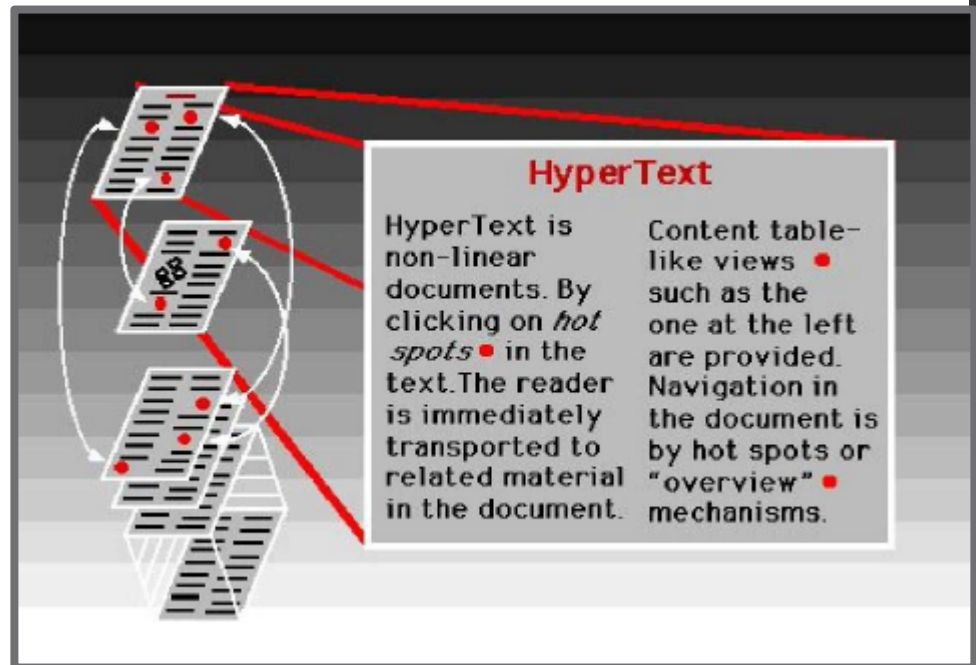 HyperText
HyperText is
non-linear
documents. By
clicking on hot
spots in the
text.The reader
is immediately
transported to
related material
in the document.
Content table-
like views
such as the
one at the left
are provided.
Navigation in
the document is
by hot spots or
"overview"
mechanisms.